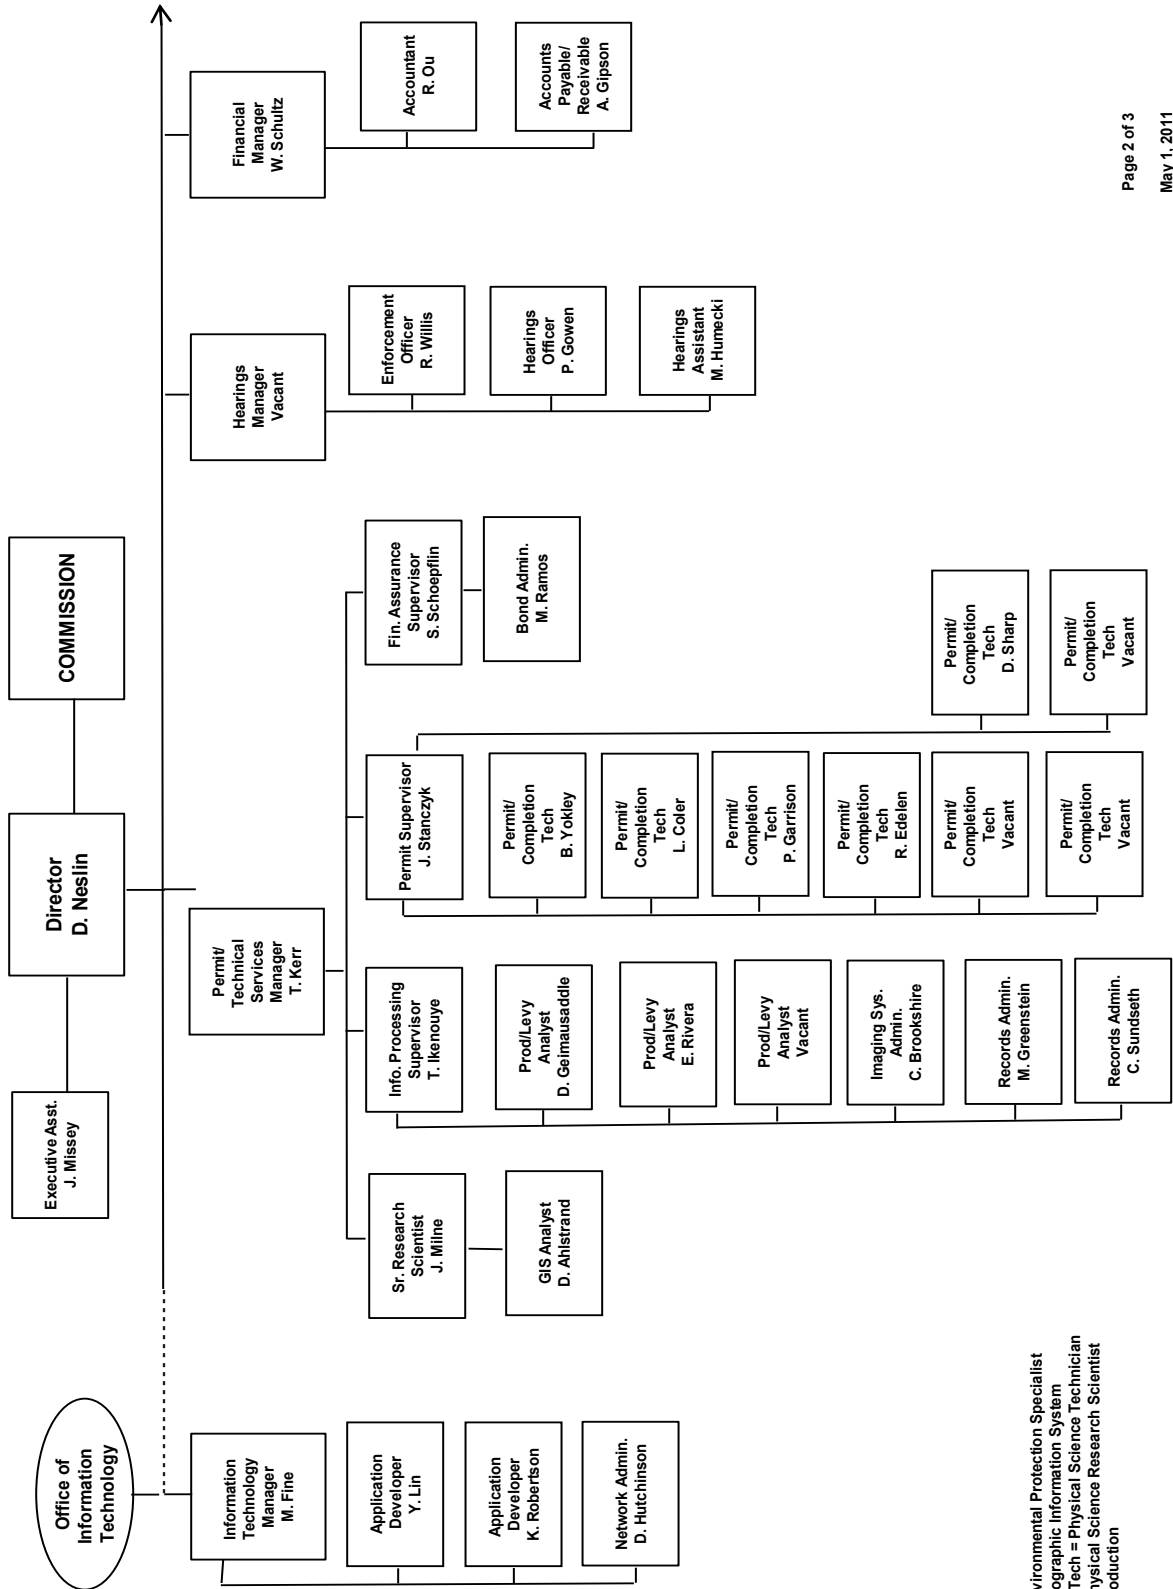 COMMISSION
Director
D. Neslin
Executive Asst.
J. Missey
Office of
Information
Technology
Information
Technology
Manager
M. Fine
Application
Developer
Y. Lin
Application
Developer
K. Robertson
Network Admin.
D. Hutchinson
Permit/
Technical
Services
Manager
T. Kerr
Sr. Research
Scientist
J. Milne
GIS Analyst
D. Ahlstrand
Info. Processing
Supervisor
T. Ikenouye
Prod/Levy
Analyst
D. Geimausaddle
Prod/Levy
Analyst
E. Rivera
Prod/Levy
Analyst
Vacant
Imaging Sys.
Admin.
C. Brookshire
Records Admin.
M. Greenstein
Records Admin.
C. Sundseth
Permit Supervisor
J. Stanczyk
Permit/
Completion
Tech
B. Yokley
Permit/
Completion
Tech
L. Coler
Permit/
Completion
Tech
P. Garrison
Permit/
Completion
Tech
R. Edelen
Permit/
Completion
Tech
Vacant
Permit/
Completion
Tech
Vacant
Permit/
Completion
Tech
D. Sharp
Permit/
Completion
Tech
Vacant
Fin. Assurance
Supervisor
S. Schoepflin
Bond Admin.
M. Ramos
Hearings
Manager
Vacant
Enforcement
Officer
R. Willis
Hearings
Officer
P. Gowen
Hearings
Assistant
M. Humecki
Financial
Manager
W. Schultz
Accountant
R. Ou
Accounts
Payable/
Receivable
A. Gipson
vironmental Protection Specialist
ographic Information System
Tech = Physical Science Technician
hysical Science Research Scientist
oduction
Page 2 of 3
May 1, 2011